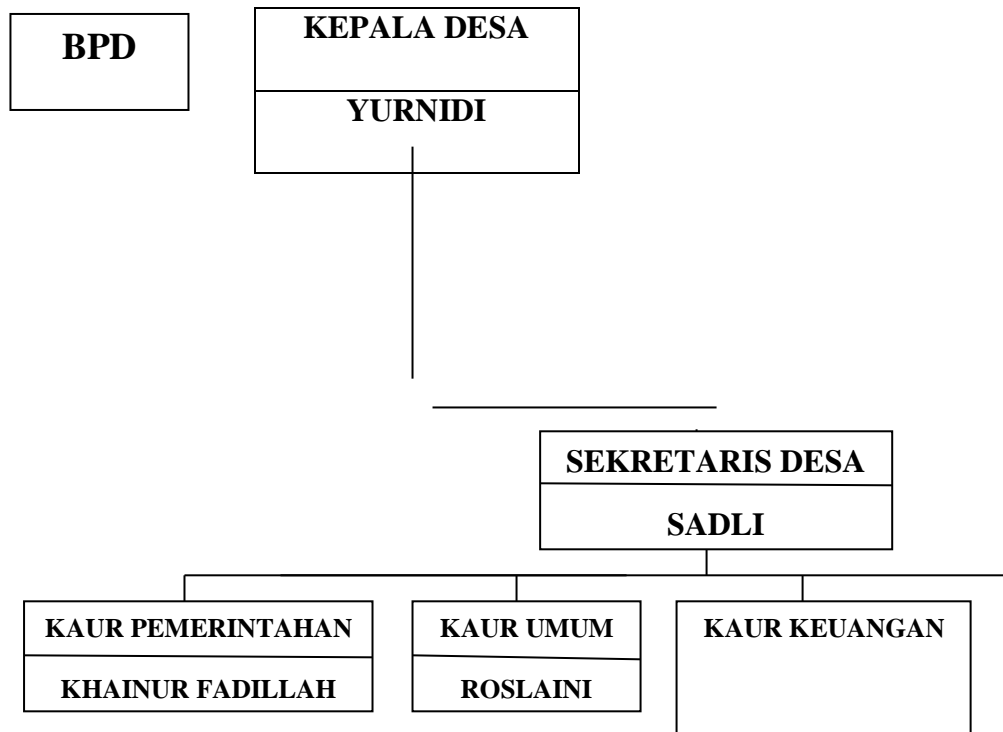 BPD
KEPALA DESA
YURNIDI
SEKRETARIS DESA
SADLI
KAUR PEMERINTAHAN
KHAINUR FADILLAH
KAUR UMUM
ROSLAINI
KAUR KEUANGAN